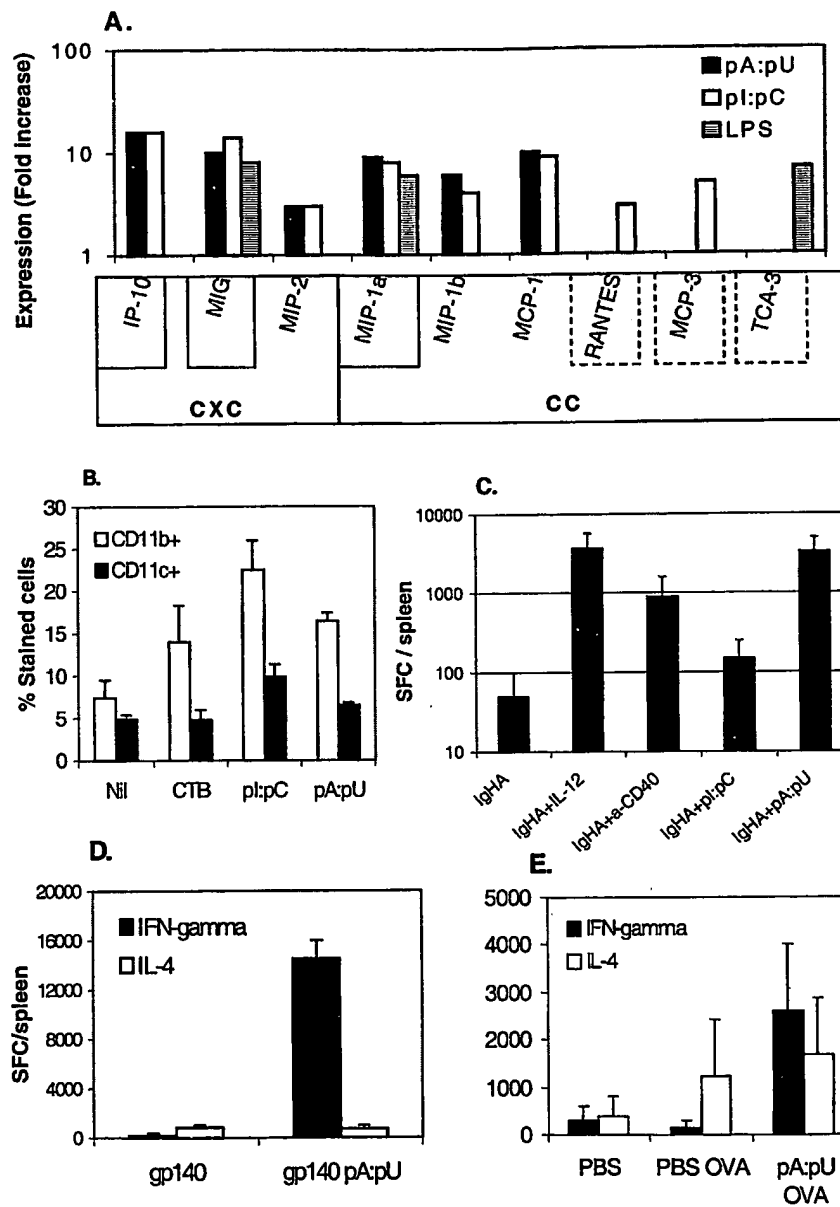 A.
Expression (Fold Increase)
100
10
1
pA:pU
pI:pC
LPS
IP-10
MIG
MIP-2
MIP-1a
MIP-1b
MCP-1
RANTES
MCP-3
TCA-3
CXC
CC
B.
% Stained cells
30
25
20
15
10
5
0
CD11b+
CD11c+
Nil
CTB
pI:pC
pA:pU
C.
SFC / spleen
10000
1000
100
10
IgHA
IgHA+IL-12
IgHA+a-CD40
IgHA+pI:pC
IgHA+pA:pU
D.
SFC/spleen
20000
16000
12000
8000
4000
0
IFN-gamma
IL-4
gp140
gp140 pA:pU
E.
5000
4000
3000
2000
1000
0
IFN-gamma
IL-4
PBS
PBS OVA
pA:pU
OVA